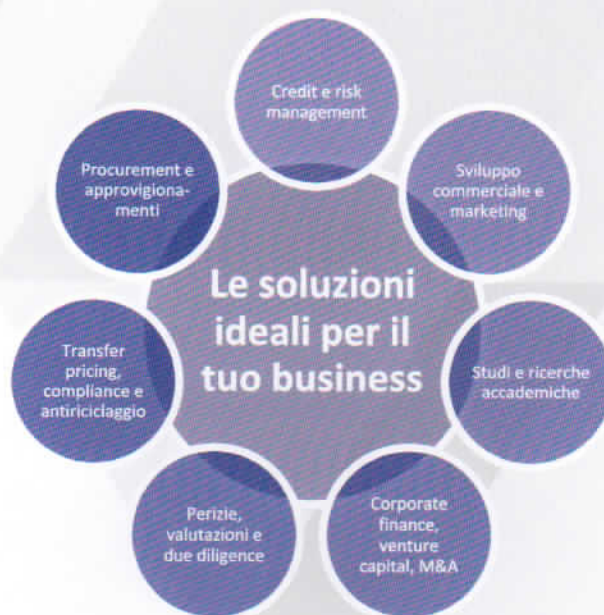 Credit e risk
management
Sviluppo
commerciale e
marketing
Studi e ricerche
accademiche
Corporate
finance,
venture
capital, M&A
Perizie,
valutazioni e
due diligence
Transfer
pricing,
compliance e
antiriciclaggio
Procurement e
approvigiona-
menti
Le soluzioni
ideali per il
tuo business